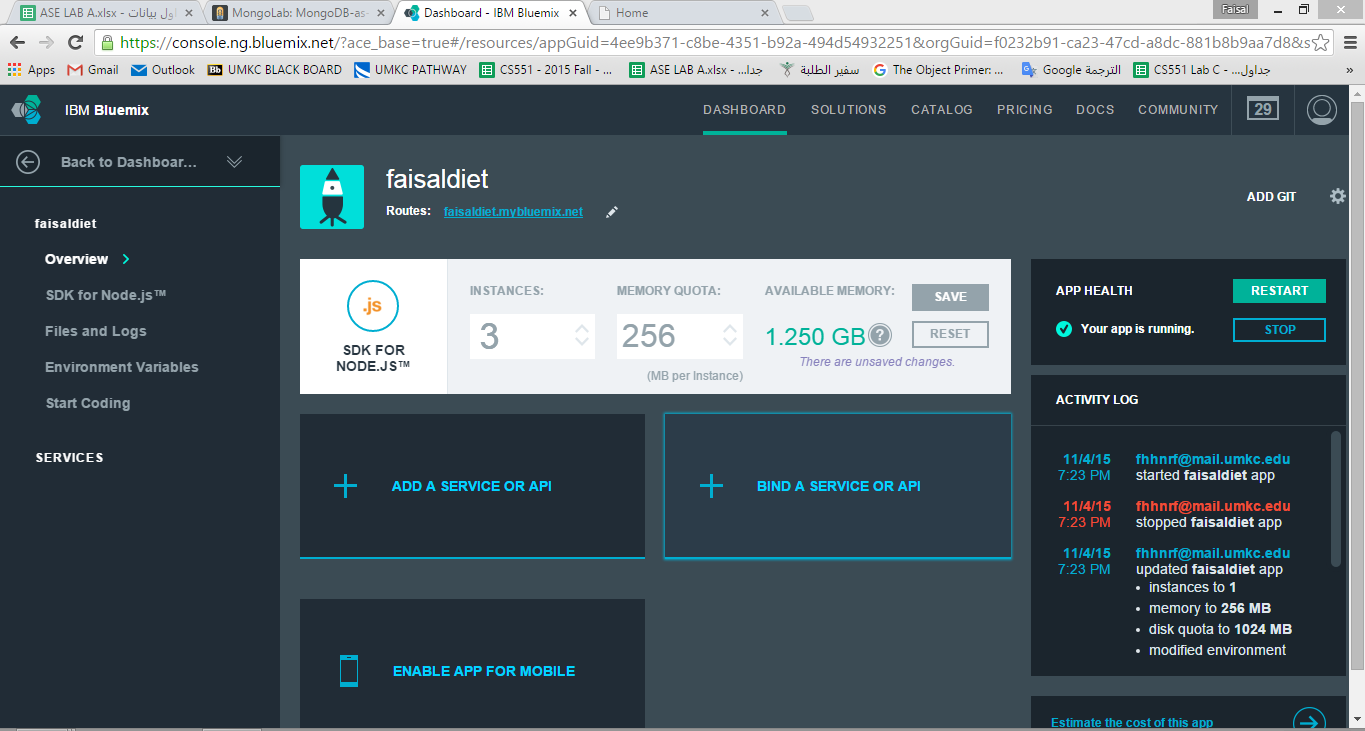 ASE LAB A.xlsx - جداول بيانات
MongoLab: MongoDB-as-
Dashboard - IBM Bluemix
Home
Faisal
https://console.ng.bluemix.net/?ace_base=true#/resources/appGuid=4ee9b371-c8be-4351-b92a-494d54932251&orgGuid=f0232b91-ca23-47cd-a8dc-881b8b9aa7d8&s
Apps Gmail Outlook Bb UMKC BLACK BOARD UMKC PATHWAY CS551 - 2015 Fall - ... ASE LAB A.xlsx - جدا... سفير الطلبة The Object Primer: ... Google الترجمة CS551 Lab C - ...جداول »
IBM Bluemix
DASHBOARD SOLUTIONS CATALOG PRICING DOCS COMMUNITY 29
Back to Dashboar...
faisaldiet
Overview
SDK for Node.js™
Files and Logs
Environment Variables
Start Coding
SERVICES
faisaldiet
Routes: faisaldiet.mybluemix.net
ADD GIT
.js
SDK FOR
NODE.JS™
INSTANCES:
3
MEMORY QUOTA:
256
(MB per Instance)
AVAILABLE MEMORY:
1.250 GB ?
SAVE
RESET
There are unsaved changes.
ADD A SERVICE OR API
BIND A SERVICE OR API
ENABLE APP FOR MOBILE
APP HEALTH
RESTART
Your app is running.
STOP
ACTIVITY LOG
11/4/15 fhhnrf@mail.umkc.edu
7:23 PM started faisaldiet app
11/4/15 fhhnrf@mail.umkc.edu
7:23 PM stopped faisaldiet app
11/4/15 fhhnrf@mail.umkc.edu
7:23 PM updated faisaldiet app
• instances to 1
• memory to 256 MB
• disk quota to 1024 MB
• modified environment
Estimate the cost of this app